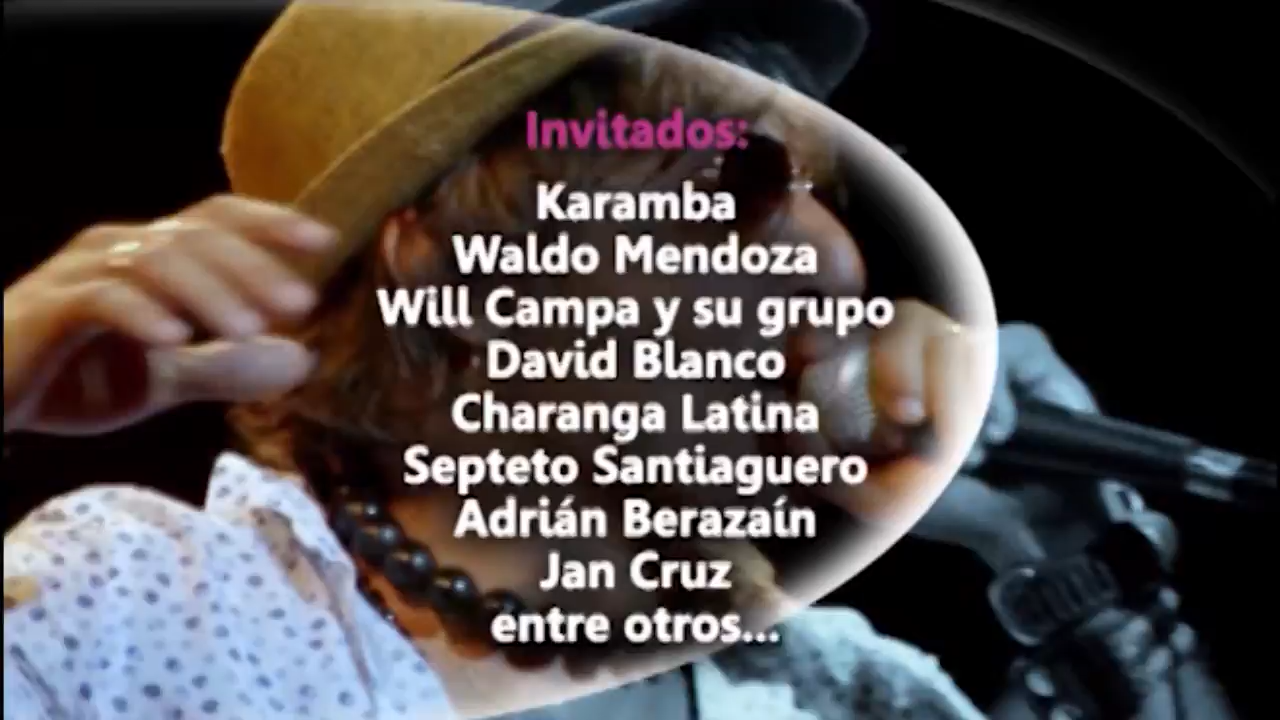 Invitados:
Karamba
Waldo Mendoza
Will Campa y su grupo
David Blanco
Charanga Latina
Septeto Santiaguero
Adrián Berazaín
Jan Cruz
entre otros...